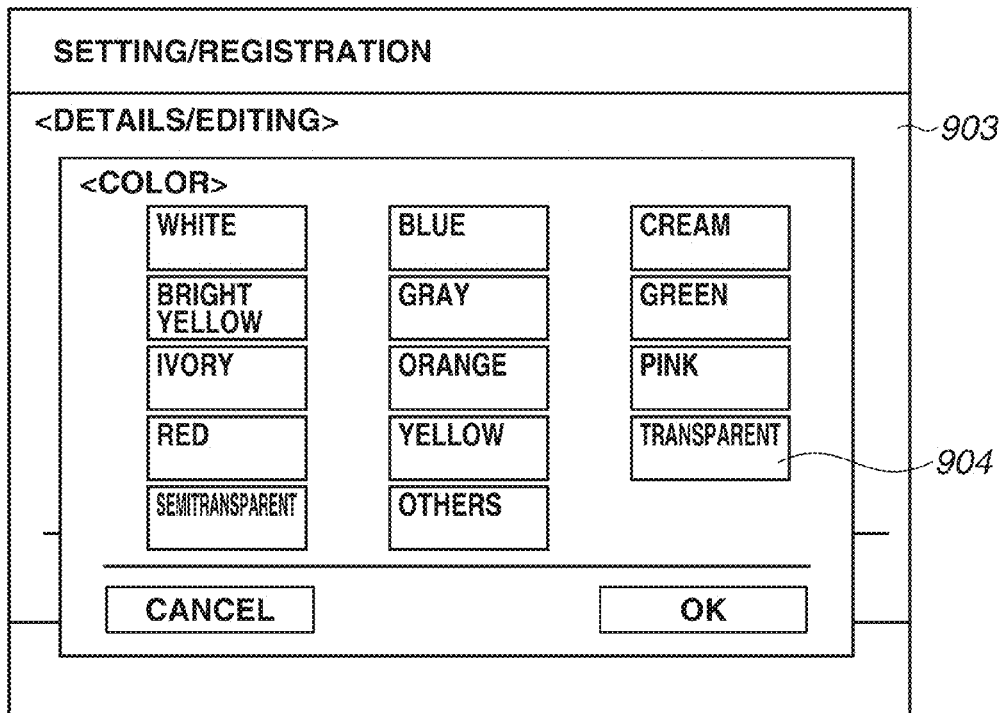 SETTING/REGISTRATION
<DETAILS/EDITING>
903
<COLOR>
WHITE
BLUE
CREAM
BRIGHT
YELLOW
GRAY
GREEN
IVORY
ORANGE
PINK
RED
YELLOW
TRANSPARENT
904
SEMITRANSPARENT
OTHERS
CANCEL
OK